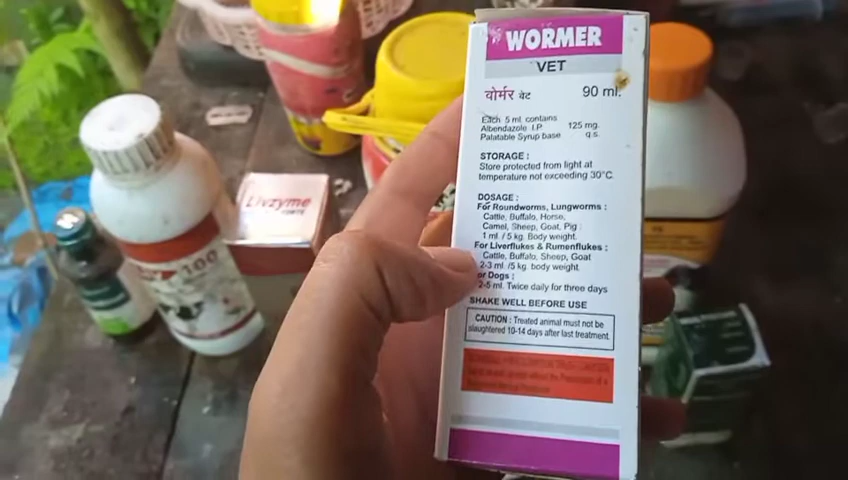 WORMER
VET
वोर्मर वेट 90 ml.
Each 5 ml. contains
Albendazole I.P. 125 mg.
Palatable Syrup base q.s.
STORAGE :
Store protected from light at
temperature not exceeding 30°C.
DOSAGE :
For Roundworms, Lungworms :
Cattle, Buffalo, Horse,
Camel, Sheep, Goat, Pig :
1 ml / 5 kg. Body weight.
For Liverflukes & Rumenflukes :
Cattle, Buffalo, Sheep, Goat
2-3 ml /5 kg. body weight.
or Dogs :
2-5 ml. Twice daily for three days
SHAKE WELL BEFORE USE
CAUTION : Treated animal must not be
slaughtered 10-14 days after last treatment.
Livzyme
FORTE
100